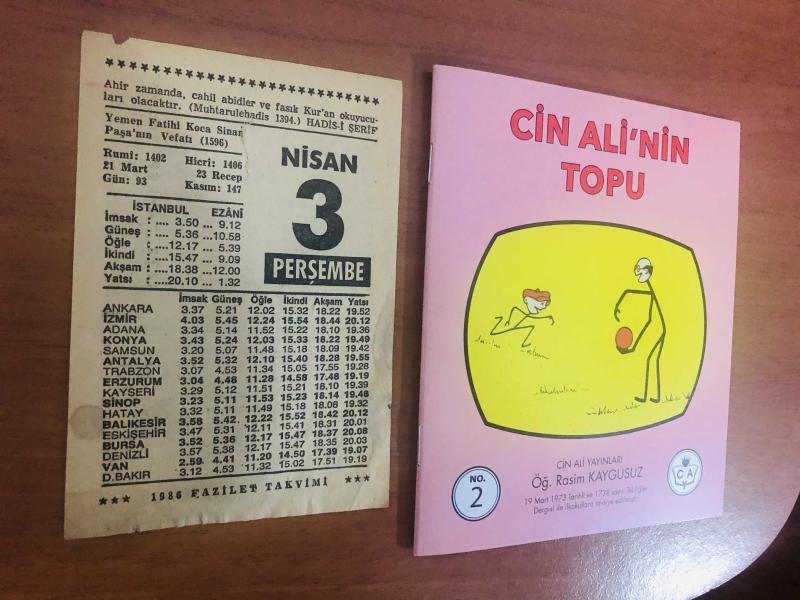 Ahir zamanda, cahil abidler ve fasık Kur'an okuyucu-
ları olacaktır. (Muhtarulehadis 1394.) HADİS-İ ŞERİF
Yemen Fatihi Koca Sinan
Paşa'nın Vefatı (1596)
Rumi: 1402 Hicri: 1406
21 Mart 23 Recep
Gün: 93 Kasım: 147
NİSAN
3
PERŞEMBE
İSTANBUL EZANİ
İmsak : .... 3.50 ... 9.12
Güneş : .... 5.36 ... 10.58
Öğle : .... 12.17 ... 5.39
İkindi : .... 15.47 ... 9.09
Akşam : .... 18.38 ... 12.00
Yatsı : .... 20.10 ... 1.32
İmsak Güneş Öğle İkindi Akşam Yatsı
ANKARA 3.37 5.21 12.02 15.32 18.22 19.52
İZMİR 4.03 5.45 12.24 15.54 18.44 20.12
ADANA 3.34 5.14 11.52 15.22 18.10 19.36
KONYA 3.43 5.24 12.03 15.33 18.22 19.49
SAMSUN 3.20 5.07 11.48 15.18 18.09 19.42
ANTALYA 3.52 5.32 12.10 15.40 18.28 19.55
TRABZON 3.07 4.53 11.34 15.05 17.55 19.28
ERZURUM 3.04 4.48 11.28 14.58 17.48 19.19
KAYSERİ 3.29 5.12 11.51 15.21 18.10 19.39
SİNOP 3.23 5.11 11.53 15.23 18.14 19.48
HATAY 3.32 5.11 11.49 15.18 18.06 19.32
BALIKESİR 3.58 5.42 12.22 15.52 18.42 20.12
ESKİŞEHİR 3.47 5.31 12.11 15.41 18.31 20.01
BURSA 3.52 5.36 12.17 15.47 18.37 20.08
DENİZLİ 3.57 5.38 12.17 15.47 18.35 20.03
VAN 2.59 4.41 11.20 14.50 17.39 19.07
D.BAKIR 3.12 4.53 11.32 15.02 17.51 19.19
*** 1986 FAZİLET TAKVİMİ ***
CİN ALİ'NİN
TOPU
CİN ALİ YAYINLARI
Öğ. Rasim KAYGUSUZ
19 Mart 1973 Tarihli ve 1738 sayılı Tebliğler
Dergisi ile ilkokullara tavsiye edilmiştir
NO.
2
C A